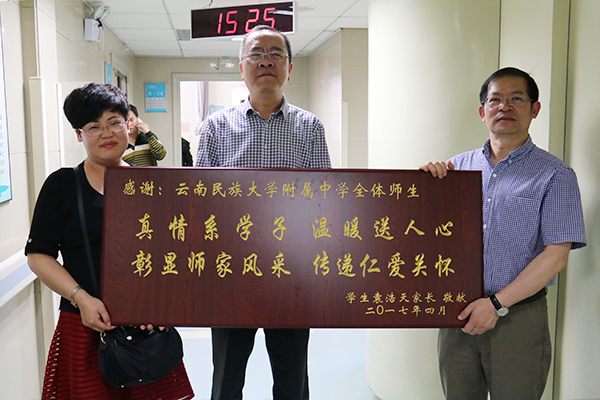 15 25
感谢：云南民族大学附属中学全体师生
真情系学子 温暖送人心
彰显师家风采 传递仁爱关怀
学生袁浩天家长 敬献
二〇一七年四月